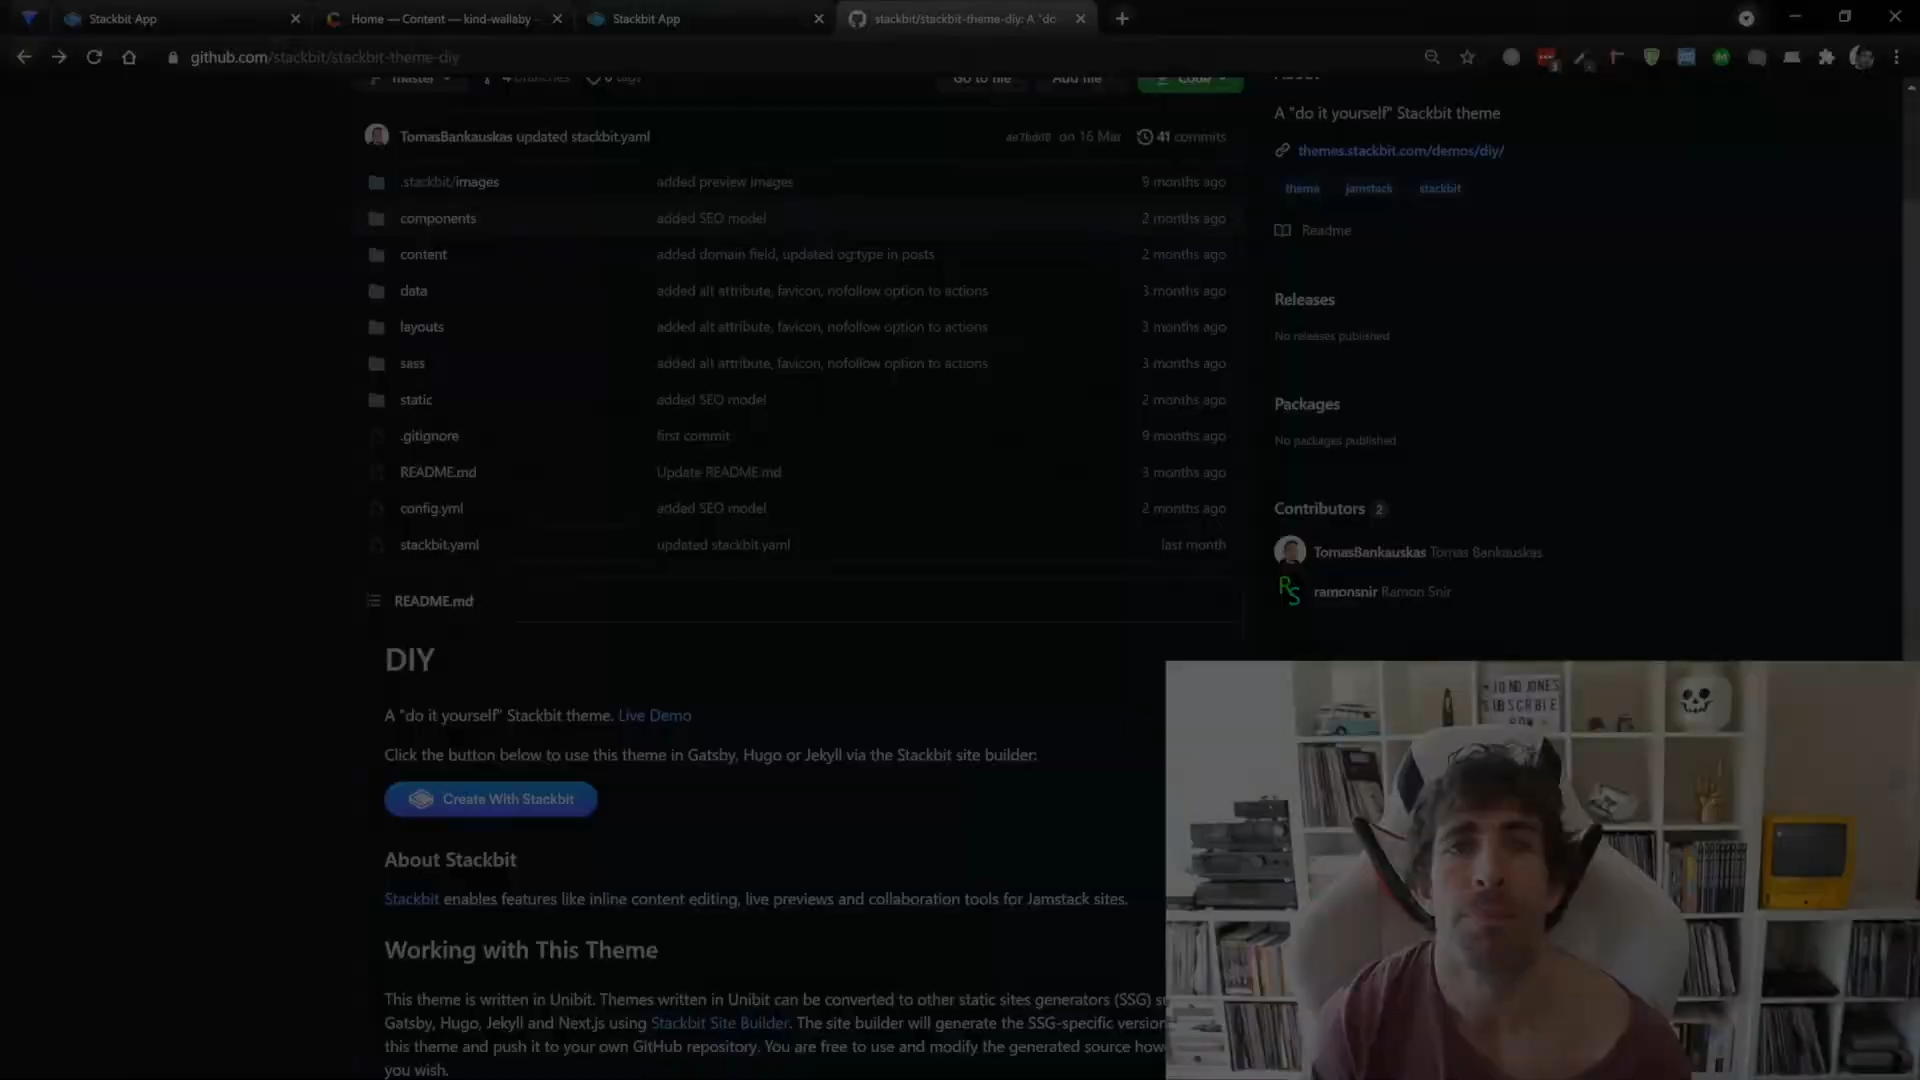 Stackbit App
Home — Content — kind-wallaby
Stackbit App
stackbit/stackbit-theme-diy: A "do
github.com/stackbit/stackbit-theme-diy
master
4 branches
0 tags
Go to file
Add file
Code
About
TomasBankauskas updated stackbit.yaml
on 16 Mar
41 commits
.stackbit/images
added preview images
9 months ago
components
added SEO model
2 months ago
content
added domain field, updated og:type in posts
2 months ago
data
added alt attribute, favicon, nofollow option to actions
3 months ago
layouts
added alt attribute, favicon, nofollow option to actions
3 months ago
sass
added alt attribute, favicon, nofollow option to actions
3 months ago
static
added SEO model
2 months ago
.gitignore
first commit
9 months ago
README.md
Update README.md
3 months ago
config.yml
added SEO model
2 months ago
stackbit.yaml
updated stackbit.yaml
last month
A "do it yourself" Stackbit theme
themes.stackbit.com/demos/diy/
theme
jamstack
stackbit
Readme
Releases
No releases published
Packages
No packages published
Contributors 2
TomasBankauskas Tomas Bankauskas
ramonsnir Ramon Snir
README.md
DIY
A "do it yourself" Stackbit theme. Live Demo
Click the button below to use this theme in Gatsby, Hugo or Jekyll via the Stackbit site builder:
Create With Stackbit
About Stackbit
Stackbit enables features like inline content editing, live previews and collaboration tools for Jamstack sites.
Working with This Theme
This theme is written in Unibit. Themes written in Unibit can be converted to other static sites generators (SSG) s
Gatsby, Hugo, Jekyll and Next.js using Stackbit Site Builder. The site builder will generate the SSG-specific version
this theme and push it to your own GitHub repository. You are free to use and modify the generated source how
you wish.
JONES